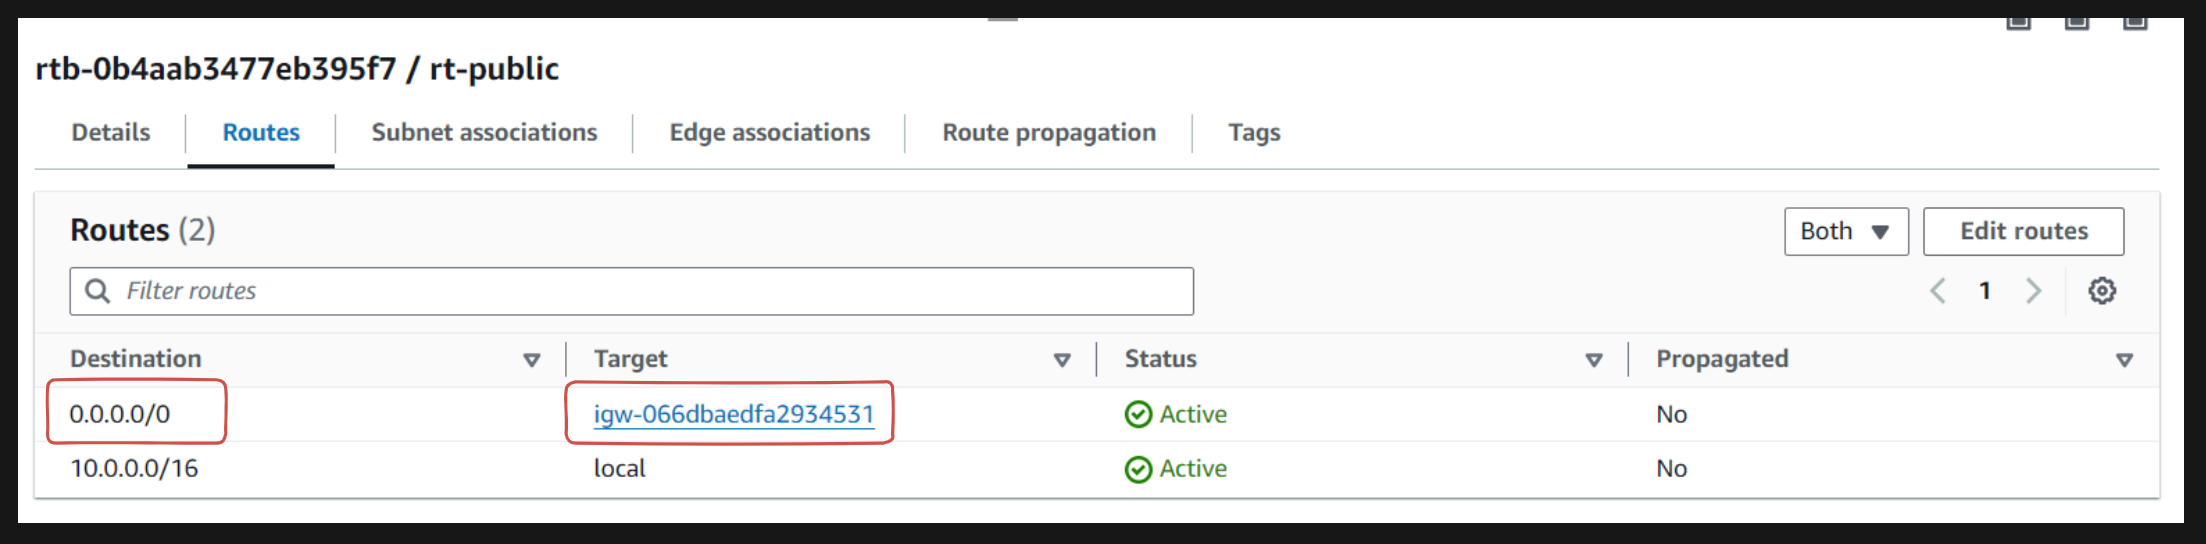 rtb-0b4aab3477eb395f7 / rt-public
Details Routes Subnet associations Edge associations Route propagation Tags
Routes (2) Both Edit routes
Filter routes 1
Destination Target Status Propagated
0.0.0.0/0 igw-066dbaedfa2934531 Active No
10.0.0.0/16 local Active No